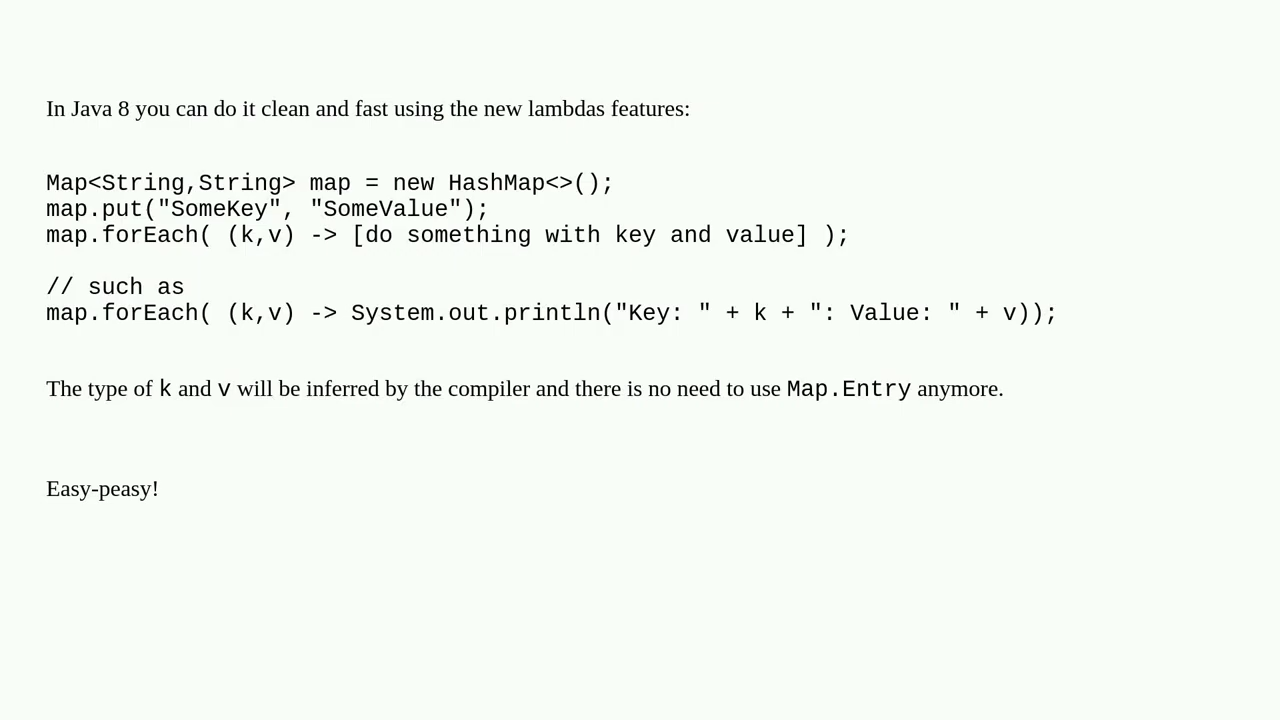 In Java 8 you can do it clean and fast using the new lambdas features:
Map<String,String> map = new HashMap<>();
map.put("SomeKey", "SomeValue");
map.forEach( (k,v) -> [do something with key and value] );
// such as
map.forEach( (k,v) -> System.out.println("Key: " + k + ": Value: " + v));
The type of k and v will be inferred by the compiler and there is no need to use Map.Entry anymore.
Easy-peasy!